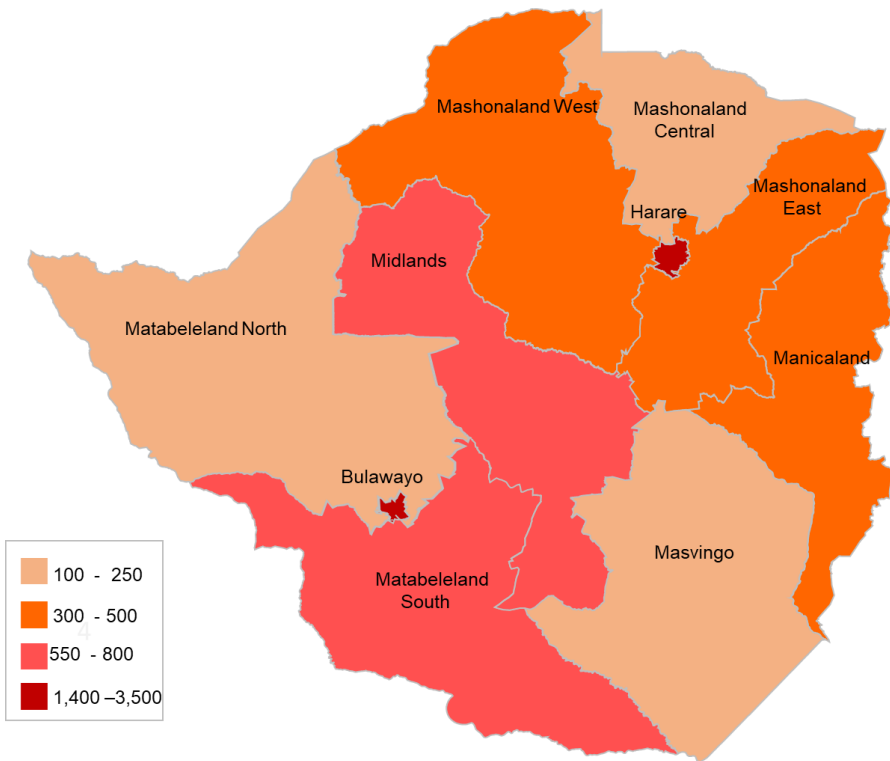 Mashonaland West
Mashonaland
Central
Mashonaland
East
Harare
Midlands
Matabeleland North
Manicaland
Bulawayo
Masvingo
Matabeleland
South
100 - 250
300 - 500
4
550 - 800
1,400 –3,500